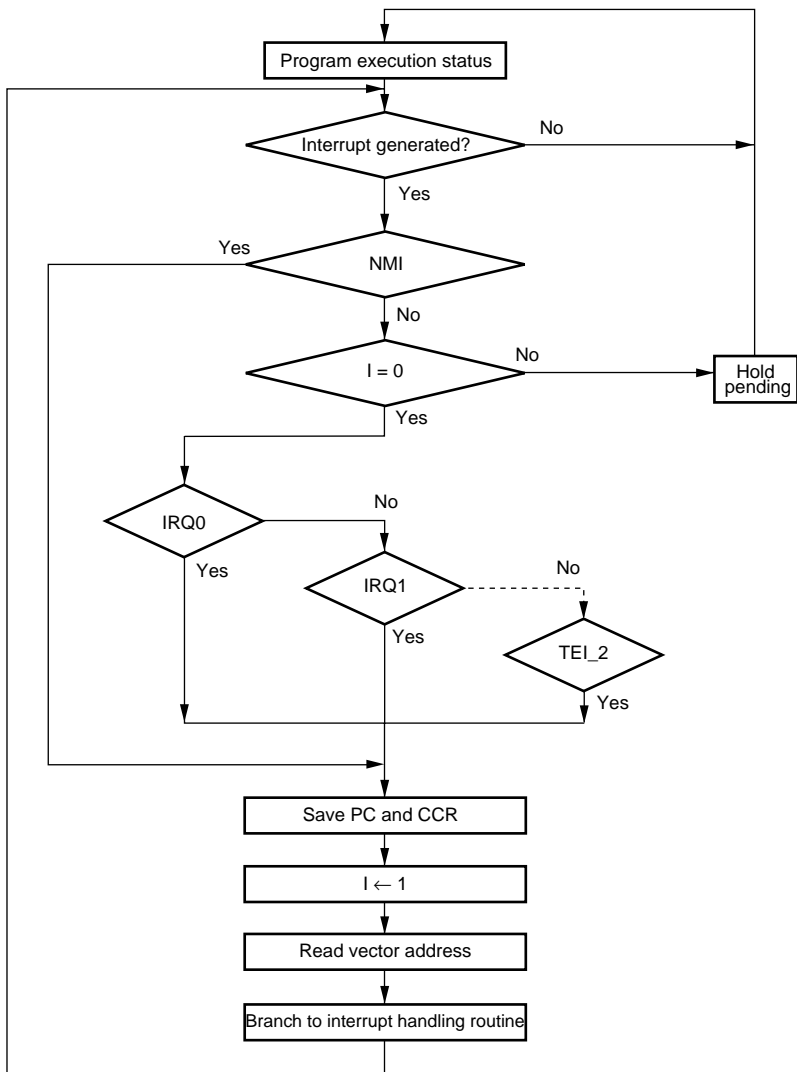 Program execution status
Interrupt generated?
No
Yes
Yes
NMI
No
I = 0
No
Hold
pending
Yes
IRQ0
No
Yes
IRQ1
No
Yes
TEI_2
Yes
Save PC and CCR
I ← 1
Read vector address
Branch to interrupt handling routine